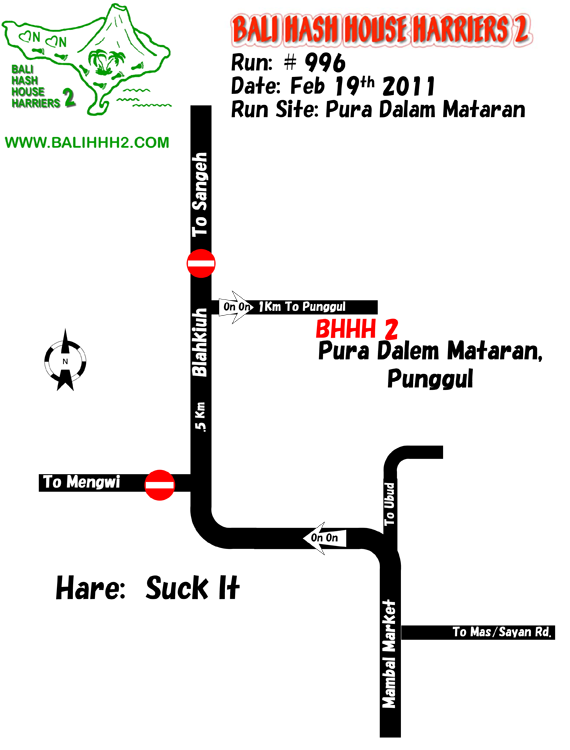 N
N
BALI
HASH
HOUSE
HARRIERS 2
WWW.BALIHHH2.COM
BALI HASH HOUSE HARRIERS 2
Run: # 996
Date: Feb 19th 2011
Run Site: Pura Dalam Mataran
To Sangeh
On On
1Km To Punggul
BHHH 2
Pura Dalem Mataran,
Punggul
Blahkiuh
N
.5 Km
To Mengwi
To Ubud
On On
Hare: Suck It
Mambal Market
To Mas/Sayan Rd.